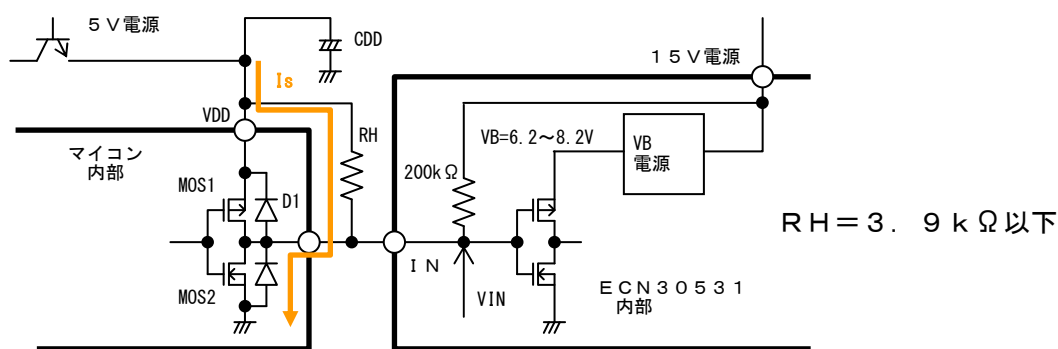 ５Ｖ電源
CDD
１５Ｖ電源
Is
VDD
RH
VB=6.2～8.2V
VB
電源
マイコン
内部
200kΩ
MOS1
D1
ＲＨ＝３．９ｋΩ以下
ＩＮ
MOS2
VIN
ＥＣＮ３０５３１
内部